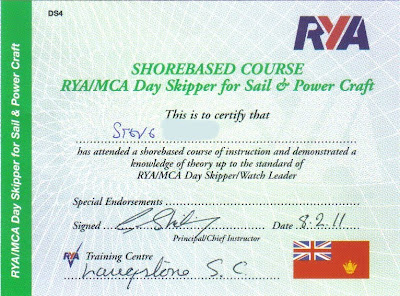 DS4
RYA
SHOREBASED COURSE
RYA/MCA Day Skipper for Sail & Power Craft
This is to certify that
Steve
has attended a shorebased course of instruction and demonstrated a
knowledge of theory up to the standard of
RYA/MCA Day Skipper/Watch Leader
Special Endorsements
Signed Date 8.2.11
Principal/Chief Instructor
RYA Training Centre
Langstone S.C.
RYA/MCA Day Skipper for Sail & Power Craft